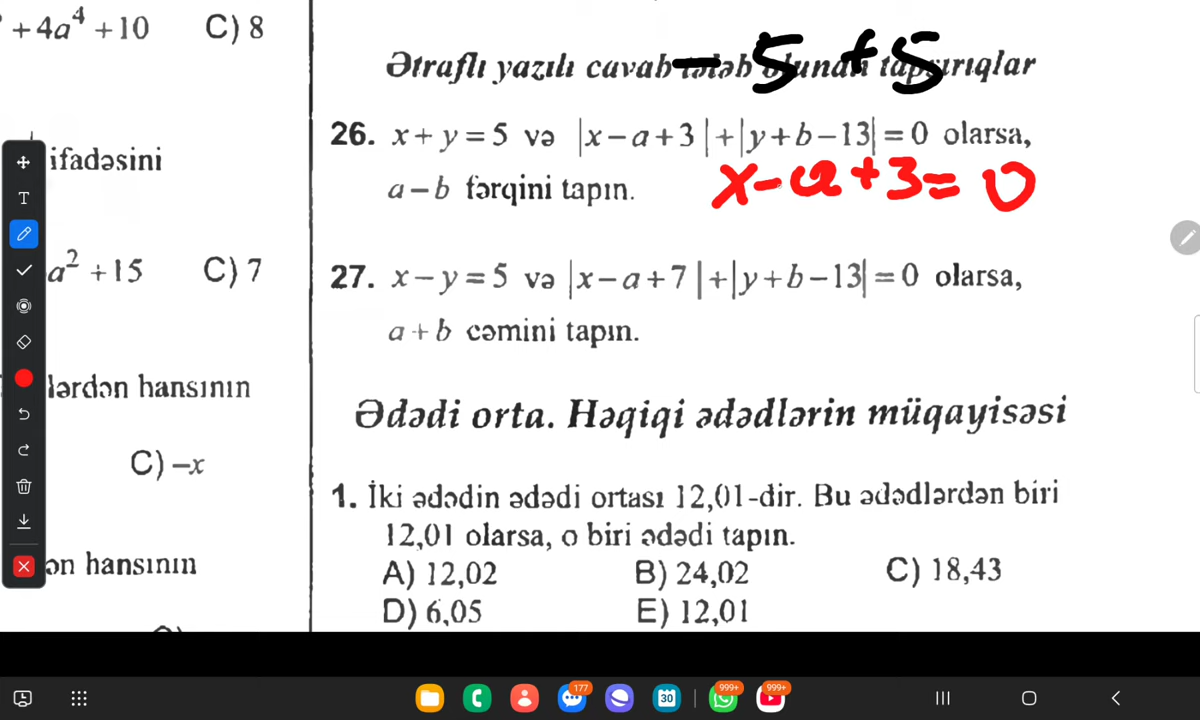 +4a⁴ +10 C) 8
ifadəsini
a² +15 C) 7
lərdən hansının
C) –x
ən hansının
Ətraflı yazılı cavab tələb olunan tapşırıqlar
– 5 + 5
26. x + y = 5 və |x – a + 3| + |y + b – 13| = 0 olarsa,
a – b fərqini tapın.
x – a + 3 = 0
27. x – y = 5 və |x – a + 7| + |y + b – 13| = 0 olarsa,
a + b cəmini tapın.
Ədədi orta. Həqiqi ədədlərin müqayisəsi
1. İki ədədin ədədi ortası 12,01-dir. Bu ədədlərdən biri
12,01 olarsa, o biri ədədi tapın.
A) 12,02 B) 24,02 C) 18,43
D) 6,05 E) 12,01
T
177 30 999+ 999+